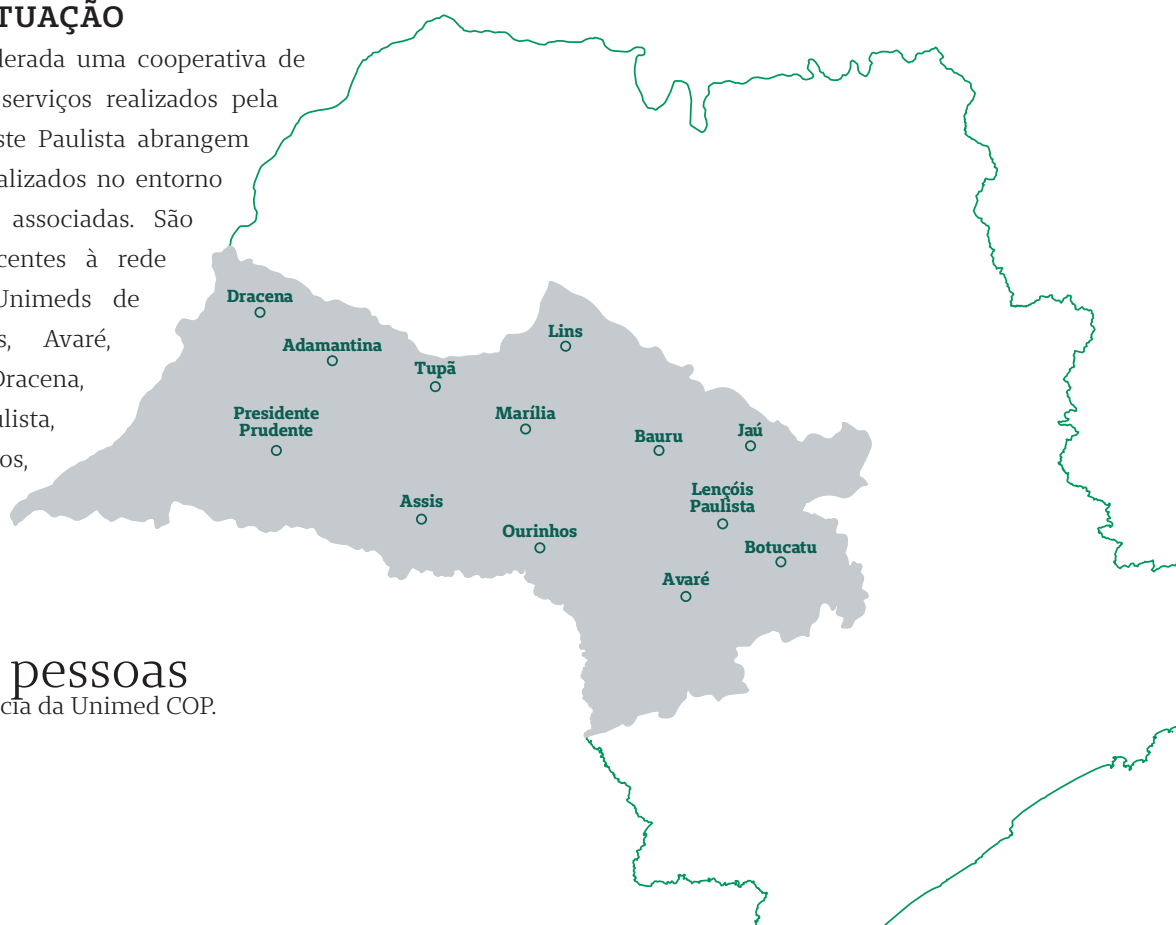 TUAÇÃO
derada uma cooperativa de
serviços realizados pela
ste Paulista abrangem
alizados no entorno
associadas. São
centes à rede
Unimeds de
s, Avaré,
Dracena,
ulista,
os,
pessoas
cia da Unimed COP.
Dracena
Adamantina
Tupã
Lins
Presidente
Prudente
Marília
Bauru
Jaú
Assis
Lençóis
Paulista
Ourinhos
Botucatu
Avaré